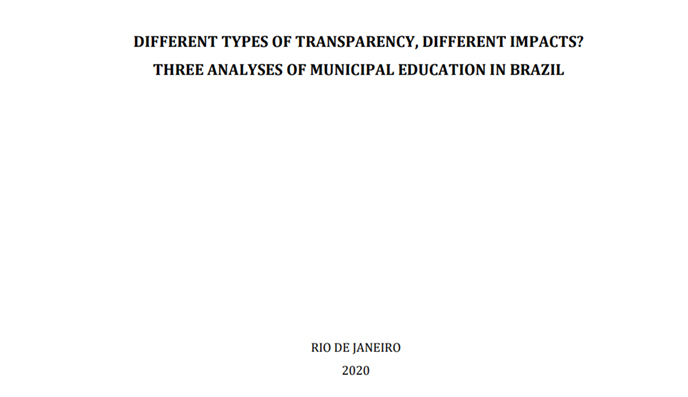 DIFFERENT TYPES OF TRANSPARENCY, DIFFERENT IMPACTS?
THREE ANALYSES OF MUNICIPAL EDUCATION IN BRAZIL
RIO DE JANEIRO
2020